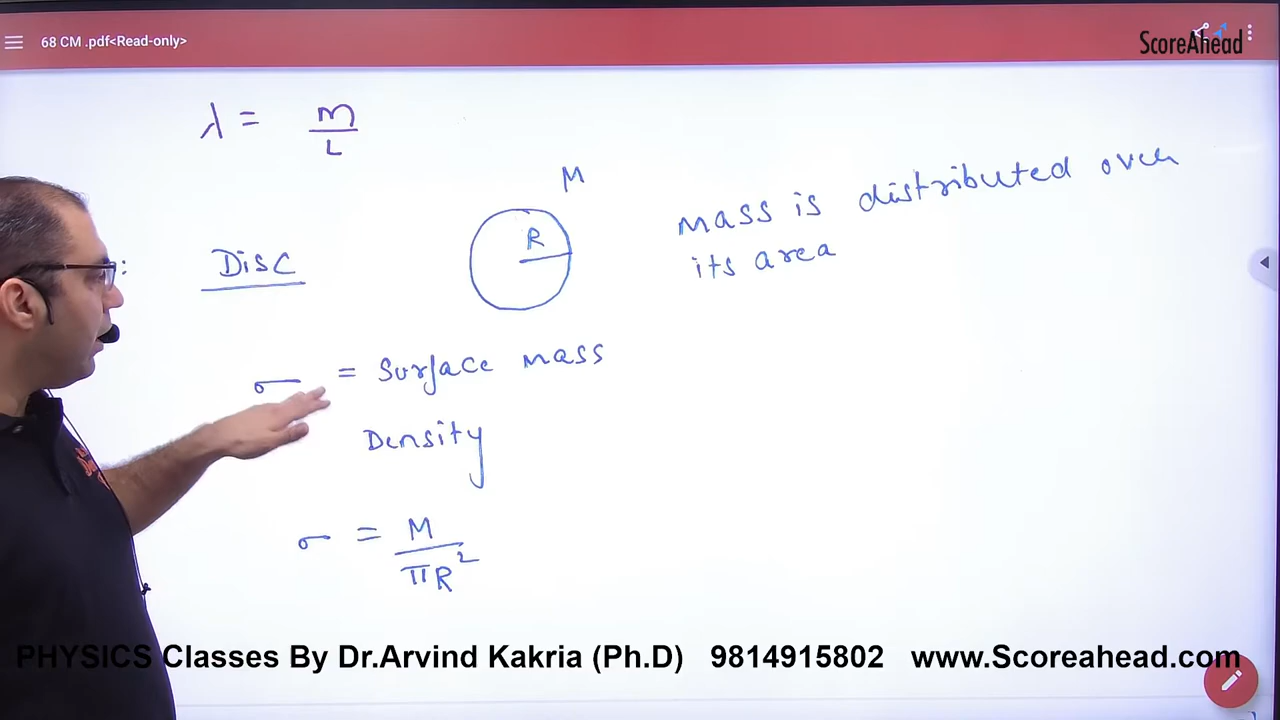 68 CM .pdf<Read-only>
ScoreAhead
λ = m/L
M
R
mass is distributed over
its area
:
Disc
σ = Surface mass
Density
σ = M/πR²
PHYSICS Classes By Dr.Arvind Kakria (Ph.D) 9814915802 www.Scoreahead.com